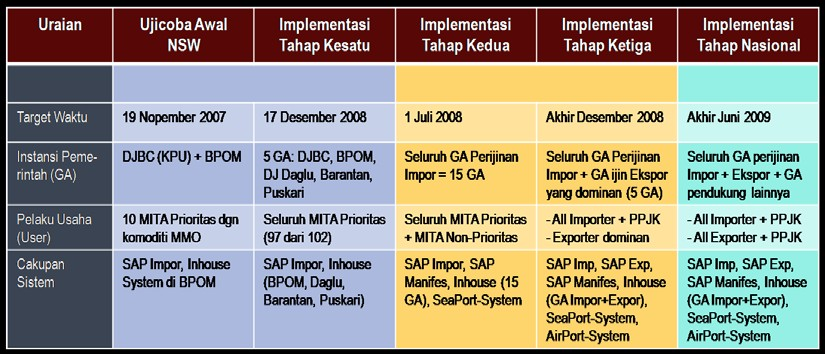 Uraian
Ujicoba Awal
NSW
Implementasi
Tahap Kesatu
Implementasi
Tahap Kedua
Implementasi
Tahap Ketiga
Implementasi
Tahap Nasional
Target Waktu
19 Nopember 2007
17 Desember 2008
1 Juli 2008
Akhir Desember 2008
Akhir Juni 2009
Instansi Peme-
rintah (GA)
DJBC (KPU) + BPOM
5 GA: DJBC, BPOM,
DJ Daglu, Barantan,
Puskari
Seluruh GA Perijinan
Impor = 15 GA
Seluruh GA Perijinan
Impor + GA ijin Ekspor
yang dominan (5 GA)
Seluruh GA perijinan
Impor + Ekspor + GA
pendukung lainnya
Pelaku Usaha
(User)
10 MITA Prioritas dgn
komoditi MMO
Seluruh MITA Prioritas
(97 dari 102)
Seluruh MITA Prioritas
+ MITA Non-Prioritas
- All Importer + PPJK
- Exporter dominan
- All Importer + PPJK
- All Exporter + PPJK
Cakupan
Sistem
SAP Impor, Inhouse
System di BPOM
SAP Impor, Inhouse
(BPOM, Daglu,
Barantan, Puskari)
SAP Impor, SAP
Manifes, Inhouse (15
GA), SeaPort-System
SAP Imp, SAP Exp,
SAP Manifes, Inhouse
(GA Impor+Expor),
SeaPort-System,
AirPort-System
SAP Imp, SAP Exp,
SAP Manifes, Inhouse
(GA Impor+Expor),
SeaPort-System,
AirPort-System